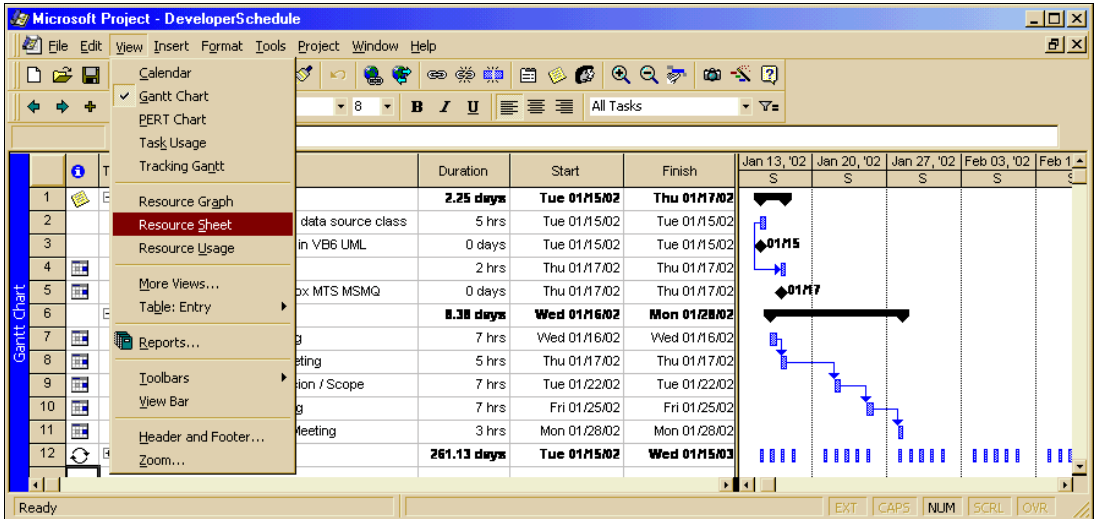 Microsoft Project - DeveloperSchedule
File Edit View Insert Format Tools Project Window Help
8 B I U All Tasks
Calendar
Gantt Chart
PERT Chart
Task Usage
Tracking Gantt
Resource Graph
Resource Sheet
Resource Usage
More Views...
Table: Entry
Reports...
Toolbars
View Bar
Header and Footer...
Zoom...
Gantt Chart
Duration Start Finish
Jan 13, '02 Jan 20, '02 Jan 27, '02 Feb 03, '02 Feb 1
S S S S S
1 2.25 days Tue 01/15/02 Thu 01/17/02
2 data source class 5 hrs Tue 01/15/02 Tue 01/15/02
3 in VB6 UML 0 days Tue 01/15/02 Tue 01/15/02 01/15
4 2 hrs Thu 01/17/02 Thu 01/17/02
5 ox MTS MSMQ 0 days Thu 01/17/02 Thu 01/17/02 01/17
6 8.38 days Wed 01/16/02 Mon 01/28/02
7 g 7 hrs Wed 01/16/02 Wed 01/16/02
8 eting 5 hrs Thu 01/17/02 Thu 01/17/02
9 sion / Scope 7 hrs Tue 01/22/02 Tue 01/22/02
10 g 7 hrs Fri 01/25/02 Fri 01/25/02
11 Meeting 3 hrs Mon 01/28/02 Mon 01/28/02
12 261.13 days Tue 01/15/02 Wed 01/15/03
Ready
EXT CAPS NUM SCRL OVR